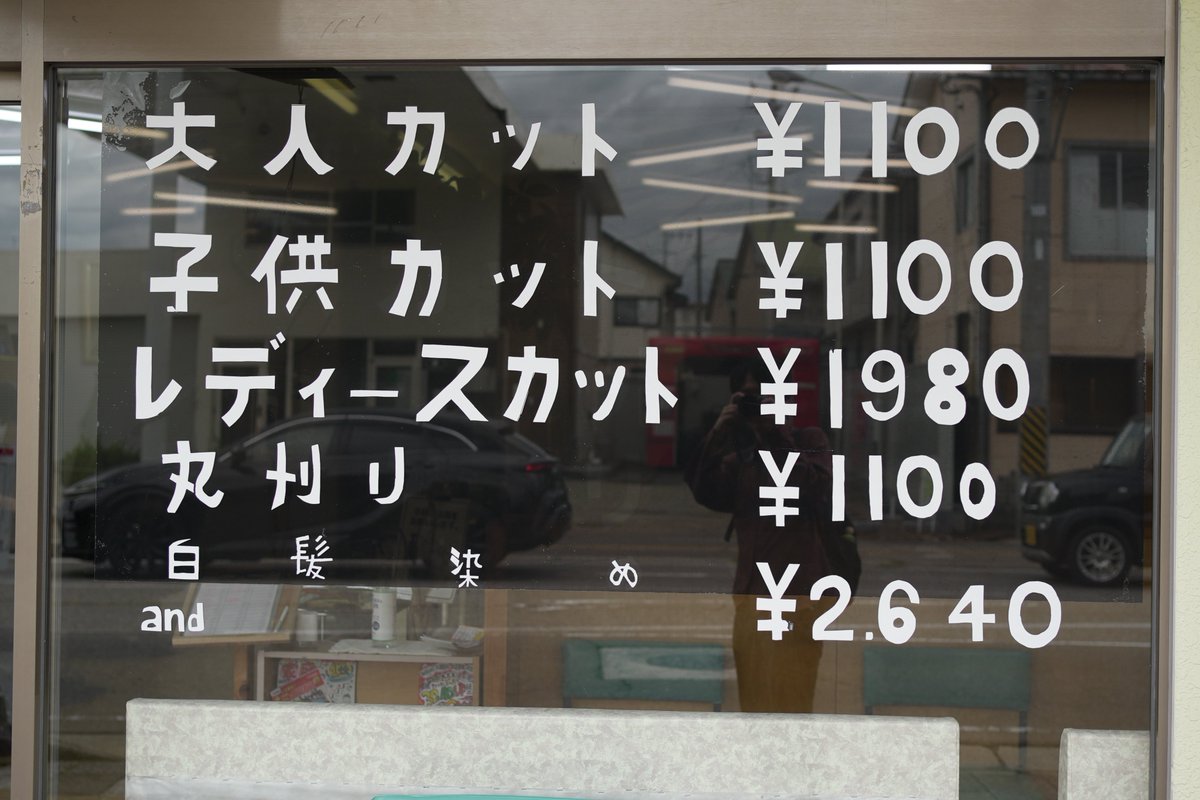 大人カット ¥1100
子供カット ¥1100
レディースカット ¥1980
丸刈り ¥1100
白髪染め
and ¥2.640